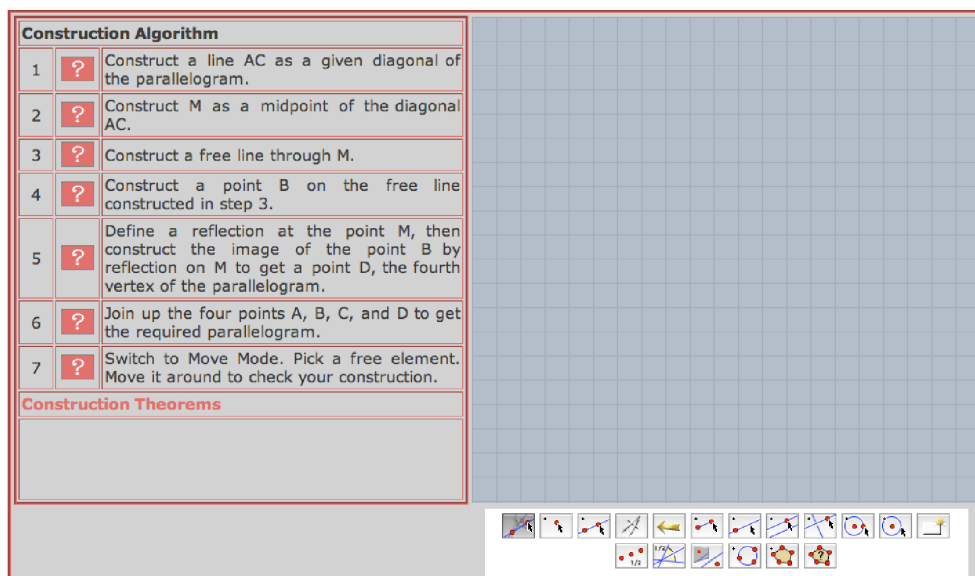 Construction Algorithm
1 ? Construct a line AC as a given diagonal of
the parallelogram.
2 ? Construct M as a midpoint of the diagonal
AC.
3 ? Construct a free line through M.
4 ? Construct a point B on the free line
constructed in step 3.
5 ? Define a reflection at the point M, then
construct the image of the point B by
reflection on M to get a point D, the fourth
vertex of the parallelogram.
6 ? Join up the four points A, B, C, and D to get
the required parallelogram.
7 ? Switch to Move Mode. Pick a free element.
Move it around to check your construction.
Construction Theorems
1/2 1/2 ?